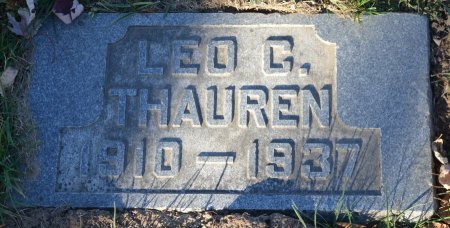 LEO C.
THAUREN
1910 — 1937